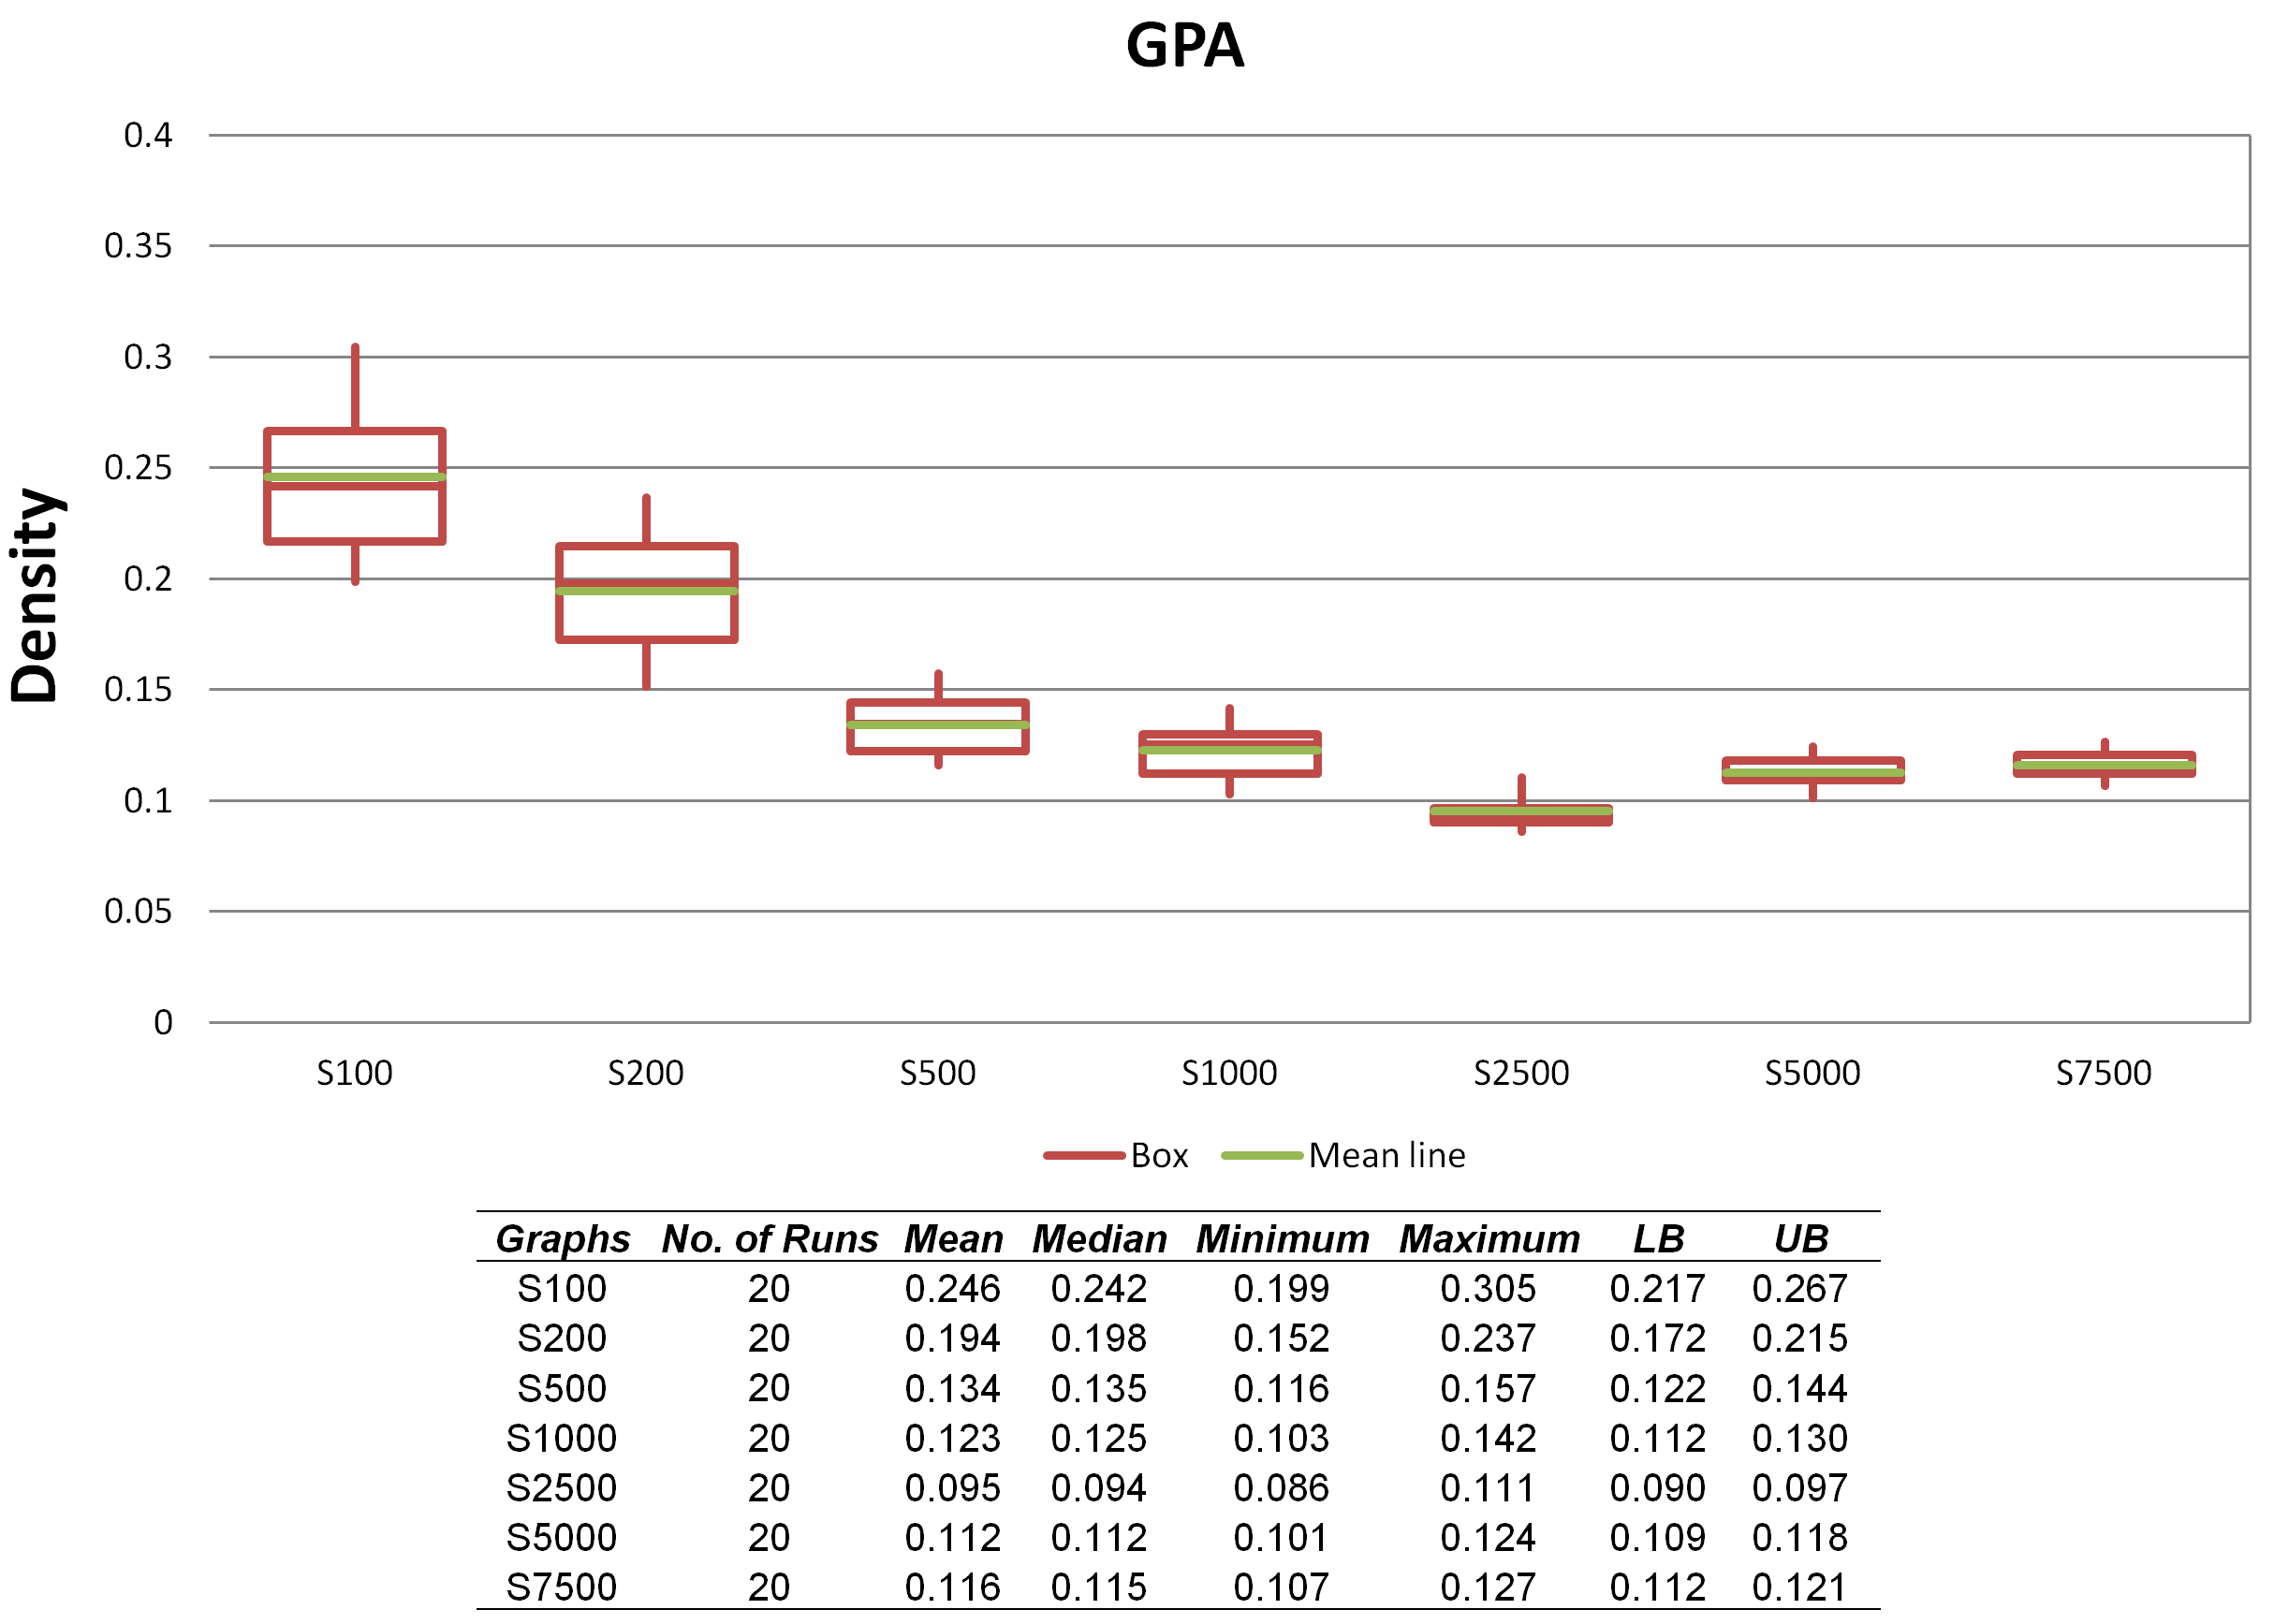 GPA
0.4
0.35
0.3
0.25
0.2
0.15
0.1
0.05
0
Density
S100 S200 S500 S1000 S2500 S5000 S7500
Box Mean line
Graphs No. of Runs Mean Median Minimum Maximum LB UB
S100 20 0.246 0.242 0.199 0.305 0.217 0.267
S200 20 0.194 0.198 0.152 0.237 0.172 0.215
S500 20 0.134 0.135 0.116 0.157 0.122 0.144
S1000 20 0.123 0.125 0.103 0.142 0.112 0.130
S2500 20 0.095 0.094 0.086 0.111 0.090 0.097
S5000 20 0.112 0.112 0.101 0.124 0.109 0.118
S7500 20 0.116 0.115 0.107 0.127 0.112 0.121